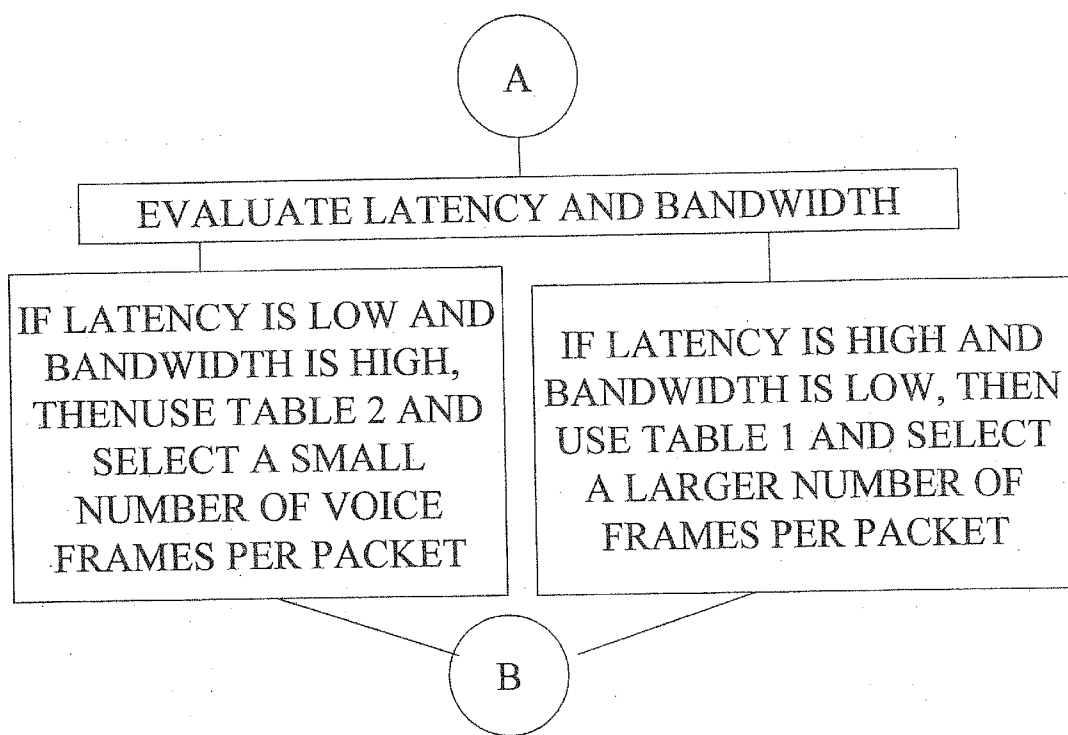 A
EVALUATE LATENCY AND BANDWIDTH
IF LATENCY IS LOW AND
BANDWIDTH IS HIGH,
THENUSE TABLE 2 AND
SELECT A SMALL
NUMBER OF VOICE
FRAMES PER PACKET
IF LATENCY IS HIGH AND
BANDWIDTH IS LOW, THEN
USE TABLE 1 AND SELECT
A LARGER NUMBER OF
FRAMES PER PACKET
B